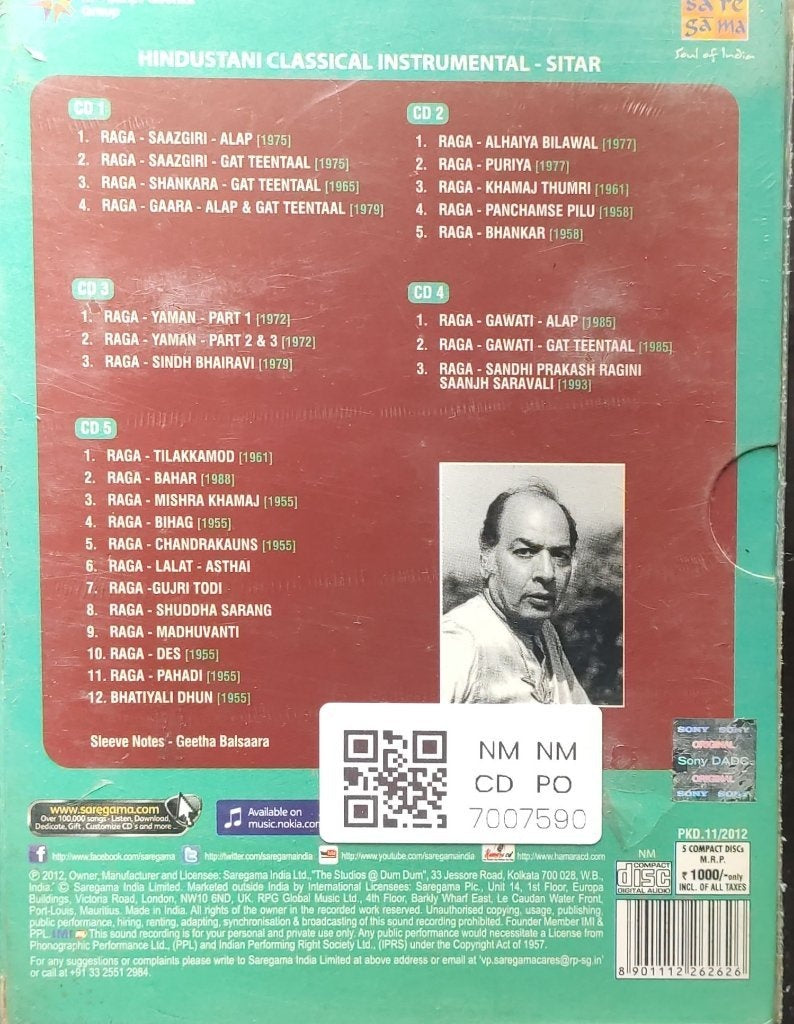 Group
sa re
ga ma
Soul of India
HINDUSTANI CLASSICAL INSTRUMENTAL - SITAR
CD 1
1. RAGA - SAAZGIRI - ALAP [1975]
2. RAGA - SAAZGIRI - GAT TEENTAAL [1975]
3. RAGA - SHANKARA - GAT TEENTAAL [1965]
4. RAGA - GAARA - ALAP & GAT TEENTAAL [1979]
CD 2
1. RAGA - ALHAIYA BILAWAL [1977]
2. RAGA - PURIYA [1977]
3. RAGA - KHAMAJ THUMRI [1961]
4. RAGA - PANCHAMSE PILU [1958]
5. RAGA - BHANKAR [1958]
CD 3
1. RAGA - YAMAN - PART 1 [1972]
2. RAGA - YAMAN - PART 2 & 3 [1972]
3. RAGA - SINDH BHAIRAVI [1979]
CD 4
1. RAGA - GAWATI - ALAP [1985]
2. RAGA - GAWATI - GAT TEENTAAL [1985]
3. RAGA - SANDHI PRAKASH RAGINI
SAANJH SARAVALI [1993]
CD 5
1. RAGA - TILAKKAMOD [1961]
2. RAGA - BAHAR [1988]
3. RAGA - MISHRA KHAMAJ [1955]
4. RAGA - BIHAG [1955]
5. RAGA - CHANDRAKAUNS [1955]
6. RAGA - LALAT - ASTHAI
7. RAGA -GUJRI TODI
8. RAGA - SHUDDHA SARANG
9. RAGA - MADHUVANTI
10. RAGA - DES [1955]
11. RAGA - PAHADI [1955]
12. BHATIYALI DHUN [1955]
Sleeve Notes - Geetha Balsaara
NM NM
CD PO
7007590
SONY SONY
ORIGINAL
Sony DADC
ORIGINAL
SONY SONY
www.saregama.com
Over 100,000 songs - Listen, Download,
Dedicate, Gift , Customize CD's and more...
Available on
music.nokia.com
http://www.facebook.com/saregama http://twitter.com/saregamaindia http://www.youtube.com/saregama http://www.hamaracd.com
℗ 2012, Owner, Manufacturer and Licensee: Saregama India Ltd.,"The Studios @ Dum Dum", 33 Jessore Road, Kolkata 700 028, W.B.,
India. © Saregama India Limited. Marketed outside India by International Licensees: Saregama Plc., Unit 14, 1st Floor, Europa
Buildings, Victoria Road, London, NW10 6ND, UK. RPG Global Music Ltd., 4th Floor, Barkly Wharf East, Le Caudan Water Front,
Port-Louis, Mauritius. Made in India. All rights of the owner in the recorded work reserved. Unauthorised copying, usage, publishing,
public performance, hiring, renting, adapting, synchronisation & broadcasting of this sound recording prohibited. Founder Member IMI &
PPL. IMI This sound recording is for your personal and private use only. Any public performance would necessitate a License from
Phonographic Performance Ltd., (PPL) and Indian Performing Right Society Ltd., (IPRS) under the Copyright Act of 1957.
For any suggestions or complaints please write to Saregama India Limited at above address or email at 'vp.saregamacares@rp-sg.in'
or call at +91 33 2551 2984.
PKD.11/2012
NM
COMPACT
disc
DIGITAL AUDIO
5 COMPACT DISCs
M.R.P.
₹ 1000/-only
INCL. OF ALL TAXES
8 901112 262626